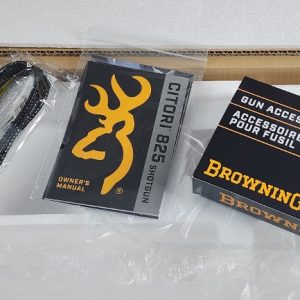 CITORI 825
SHOTGUN
OWNER'S
MANUAL
®
GUN ACCES
ACCESSOIRE
POUR FUSIL
BROWNING
BROWNING